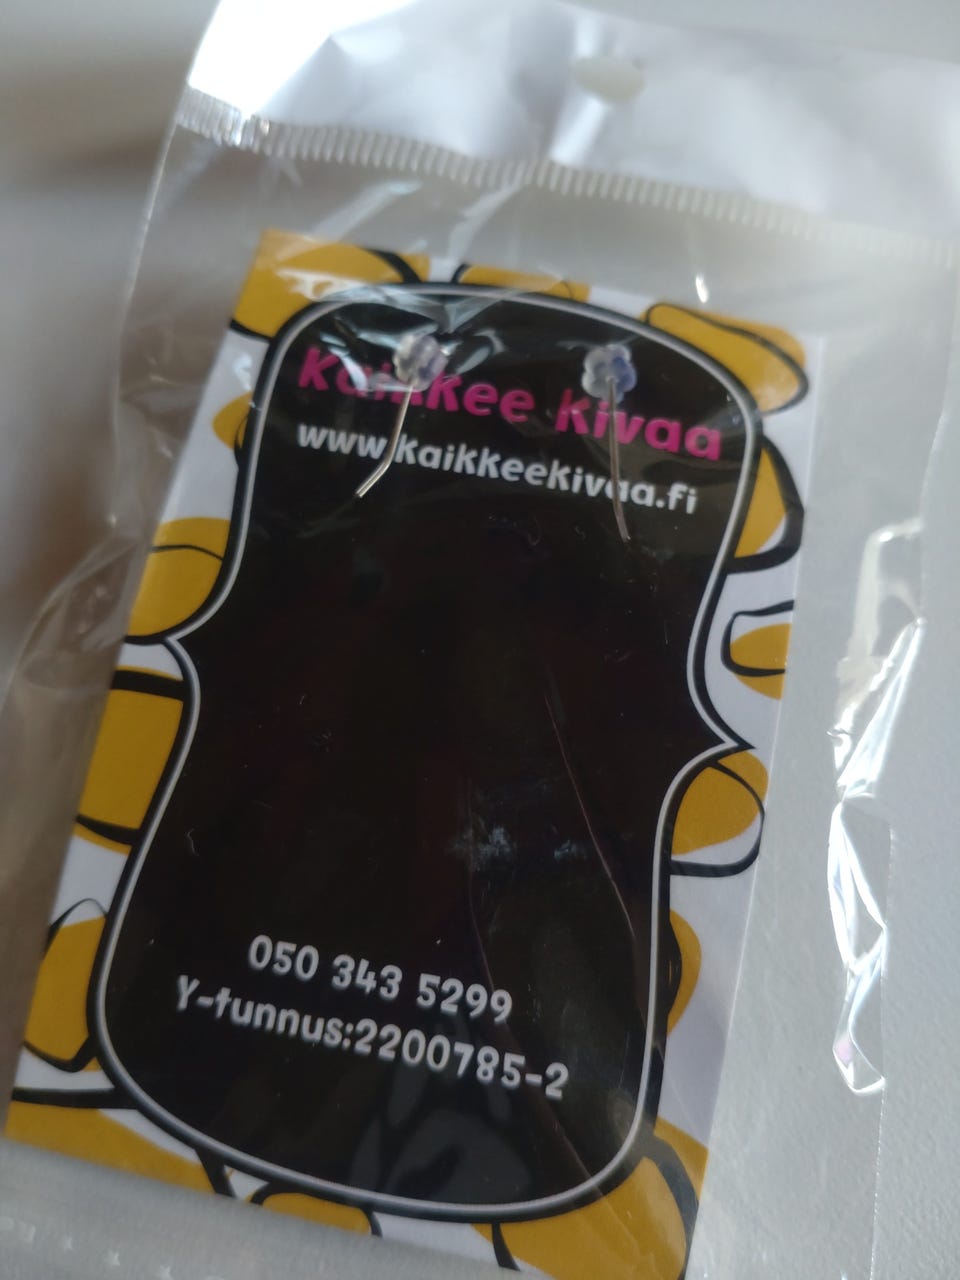 Kaikkee Kivaa
www.kaikkeekivaa.fi
050 343 5299
Y-tunnus:2200785-2